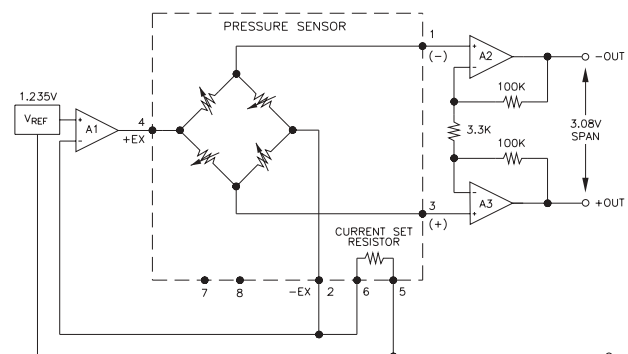 PRESSURE SENSOR
1
(-)
+
A2
-
-OUT
100K
1.235V
VREF
+
A1
-
4
+EX
3.3K
3.08V
SPAN
100K
-
A3
+
+OUT
3
(+)
CURRENT SET
RESISTOR
7
8
-EX
2
6
5